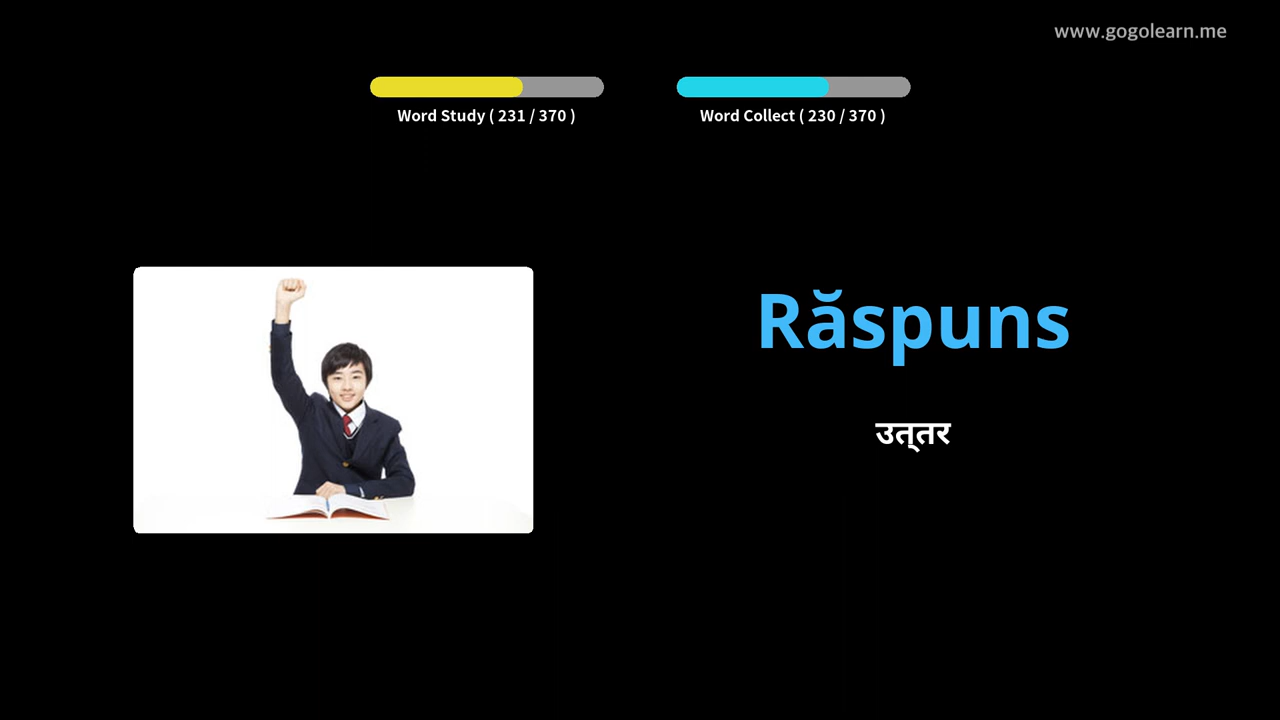 www.gogolearn.me
Word Study ( 231 / 370 )
Word Collect ( 230 / 370 )
Răspuns
उत्तर